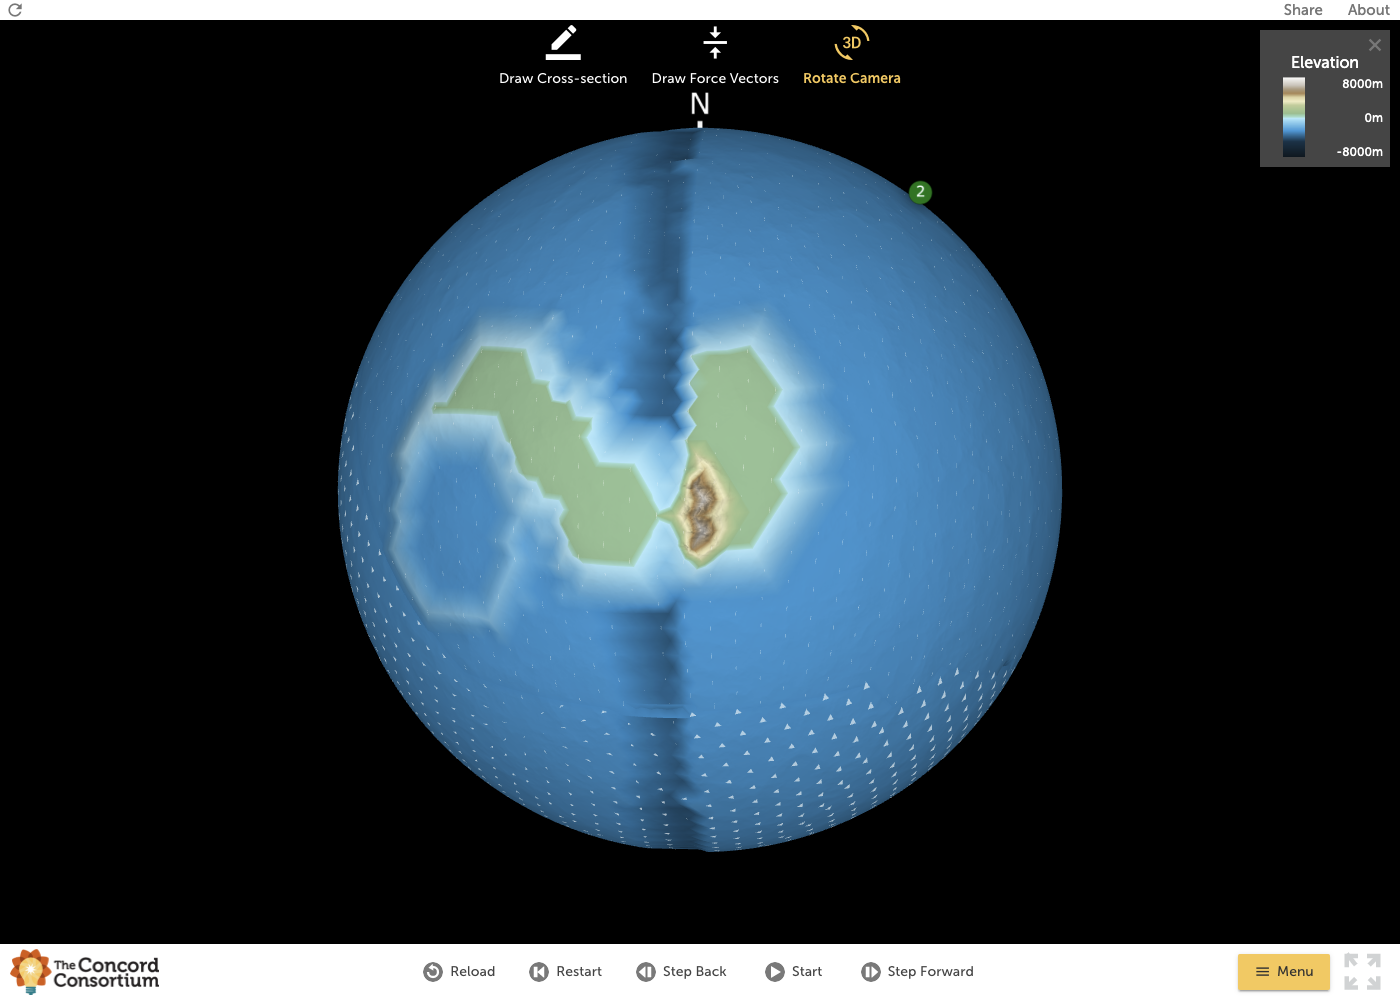 Share About
Draw Cross-section Draw Force Vectors 3D Rotate Camera
N
Elevation
8000m
0m
-8000m
2
The Concord
Consortium
Reload Restart Step Back Start Step Forward Menu